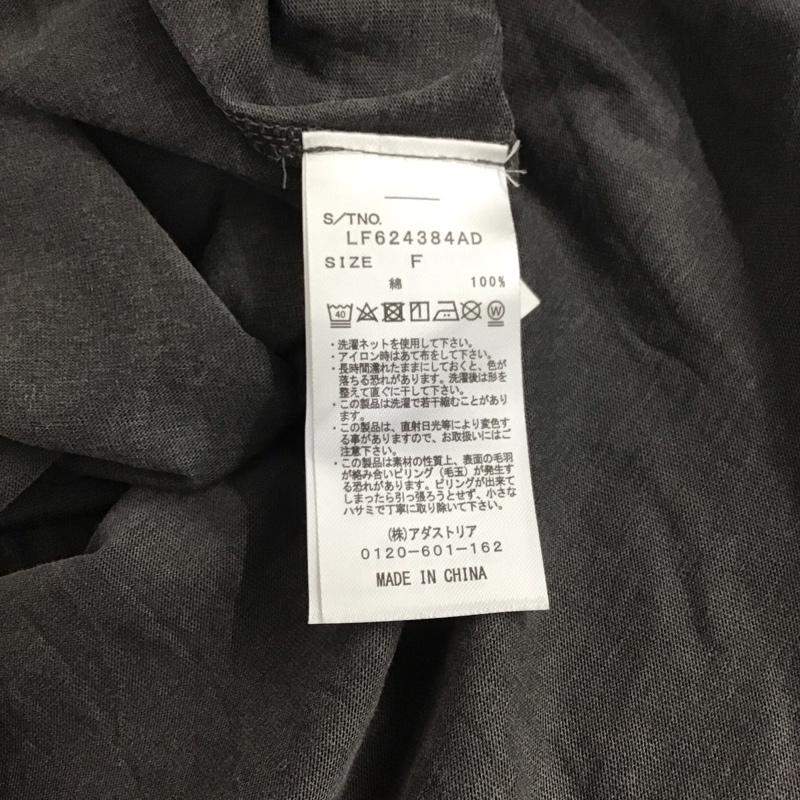 S/TNO.
LF624384AD
SIZE F
綿 100%
40 W
・洗濯ネットを使用して下さい。
・アイロン時はあて布をして下さい。
・長時間濡れたままにしておくと、色が
落ちる恐れがあります。洗濯後は形を
整えて直ぐに干して下さい。
・この製品は洗濯で若干縮むことがあり
ます。
・この製品は、直射日光等により変色す
る事がありますので、お取扱いにはご
注意下さい。
・この製品は素材の性質上、表面の毛羽
が絡み合いピリング（毛玉）が発生す
る恐れがあります。ピリングが出来て
しまったら引っ張ろうとせず、小さな
ハサミで丁寧に取り除いて下さい。
(株)アダストリア
0120-601-162
MADE IN CHINA